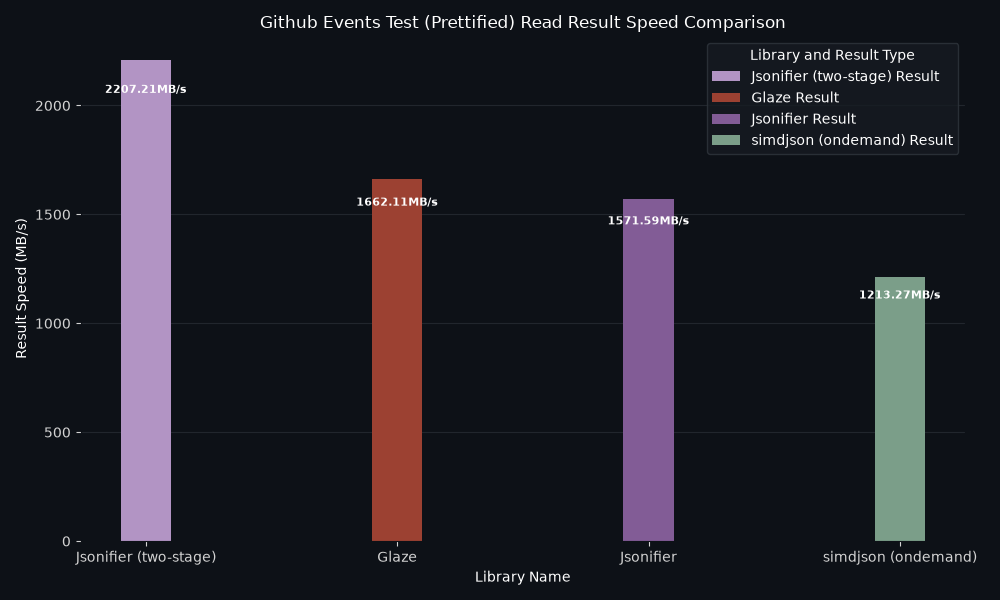 Github Events Test (Prettified) Read Result Speed Comparison
Library and Result Type
Jsonifier (two-stage) Result
Glaze Result
Jsonifier Result
simdjson (ondemand) Result
Result Speed (MB/s)
2000
1500
1000
500
0
2207.21MB/s
1662.11MB/s
1571.59MB/s
1213.27MB/s
Jsonifier (two-stage)
Glaze
Jsonifier
simdjson (ondemand)
Library Name